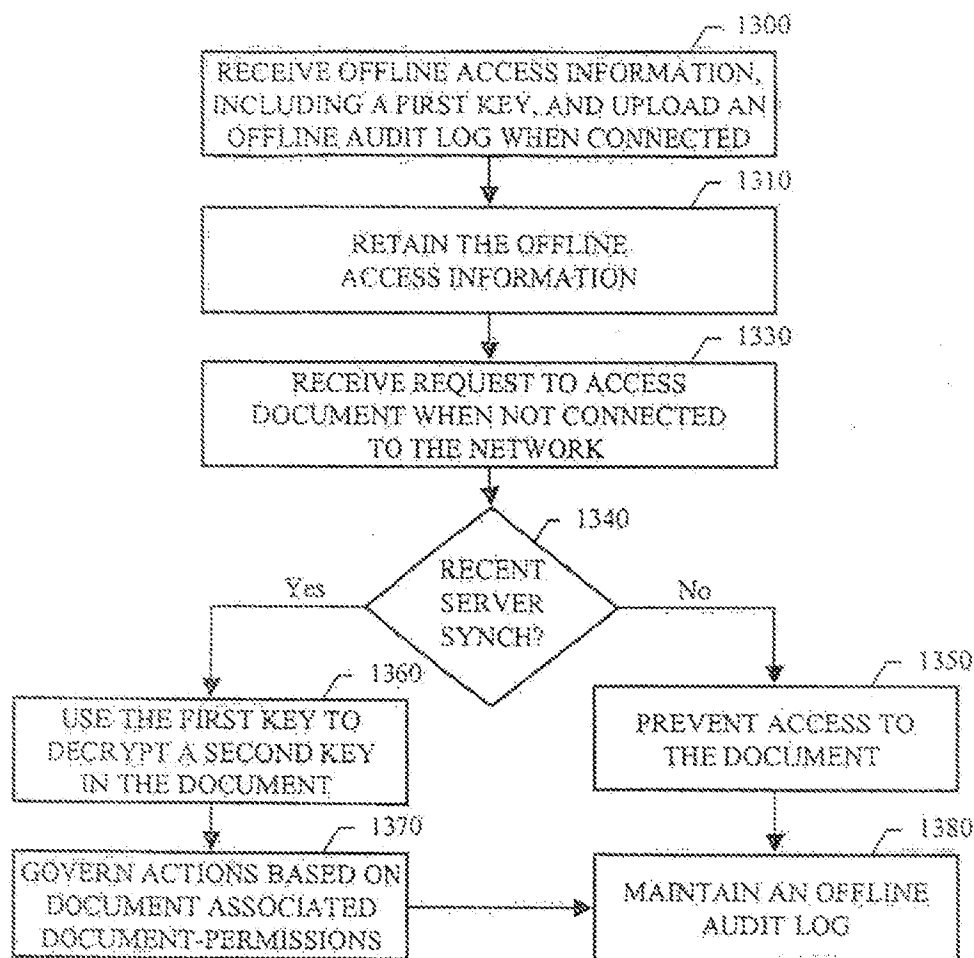 1300
RECEIVE OFFLINE ACCESS INFORMATION,
INCLUDING A FIRST KEY, AND UPLOAD AN
OFFLINE AUDIT LOG WHEN CONNECTED
1310
RETAIN THE OFFLINE
ACCESS INFORMATION
1330
RECEIVE REQUEST TO ACCESS
DOCUMENT WHEN NOT CONNECTED
TO THE NETWORK
1340
RECENT
SERVER
SYNCH?
Yes
No
1360
USE THE FIRST KEY TO
DECRYPT A SECOND KEY
IN THE DOCUMENT
1350
PREVENT ACCESS TO
THE DOCUMENT
1370
GOVERN ACTIONS BASED ON
DOCUMENT ASSOCIATED
DOCUMENT-PERMISSIONS
1380
MAINTAIN AN OFFLINE
AUDIT LOG